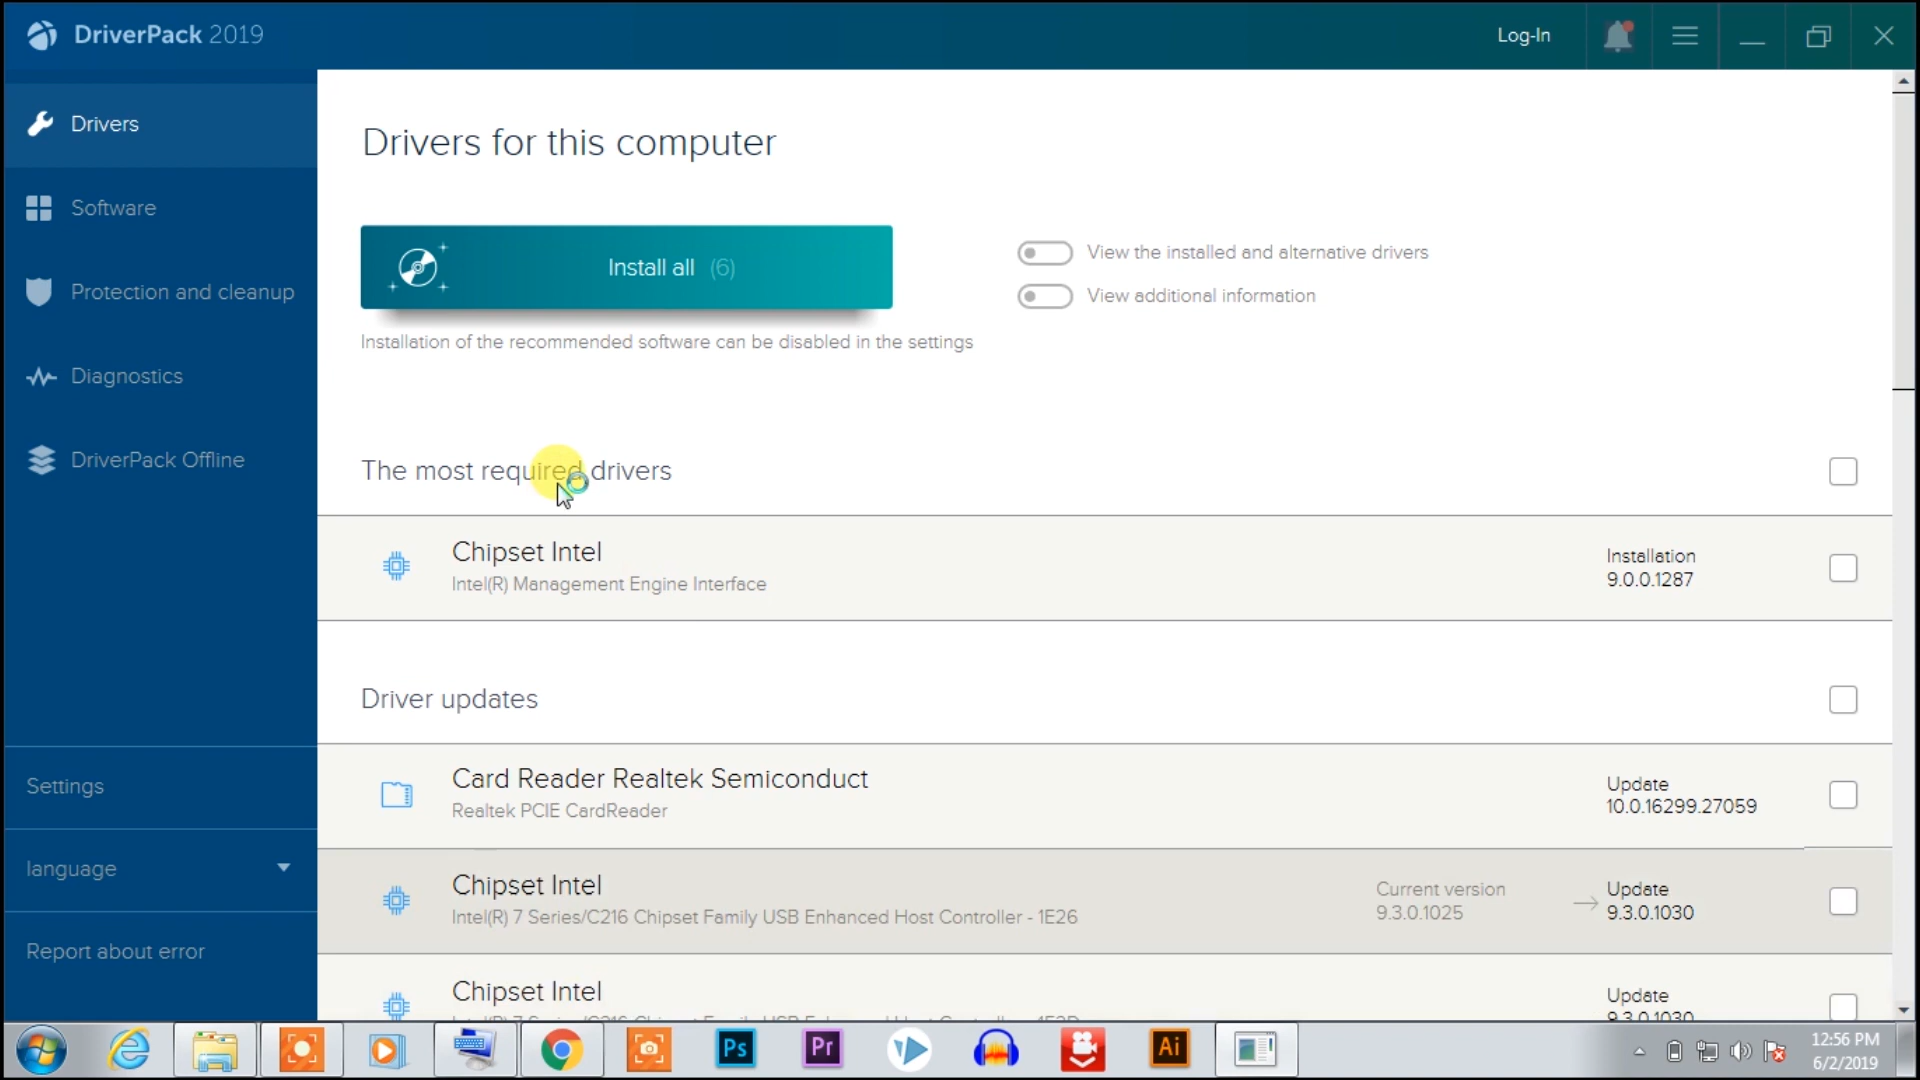 DriverPack 2019
Log-In
Drivers
Software
Protection and cleanup
Diagnostics
DriverPack Offline
Settings
language
Report about error
Drivers for this computer
Install all (6)
View the installed and alternative drivers
View additional information
Installation of the recommended software can be disabled in the settings
The most required drivers
Chipset Intel
Intel(R) Management Engine Interface
Installation
9.0.0.1287
Driver updates
Card Reader Realtek Semiconduct
Realtek PCIE CardReader
Update
10.0.16299.27059
Chipset Intel
Intel(R) 7 Series/C216 Chipset Family USB Enhanced Host Controller - 1E26
Current version
9.3.0.1025
Update
9.3.0.1030
Chipset Intel
Update
9.3.0.1030
Ps
Pr
Ai
12:56 PM
6/2/2019